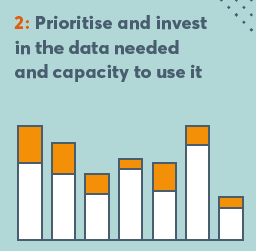 2: Prioritise and invest
in the data needed
and capacity to use it